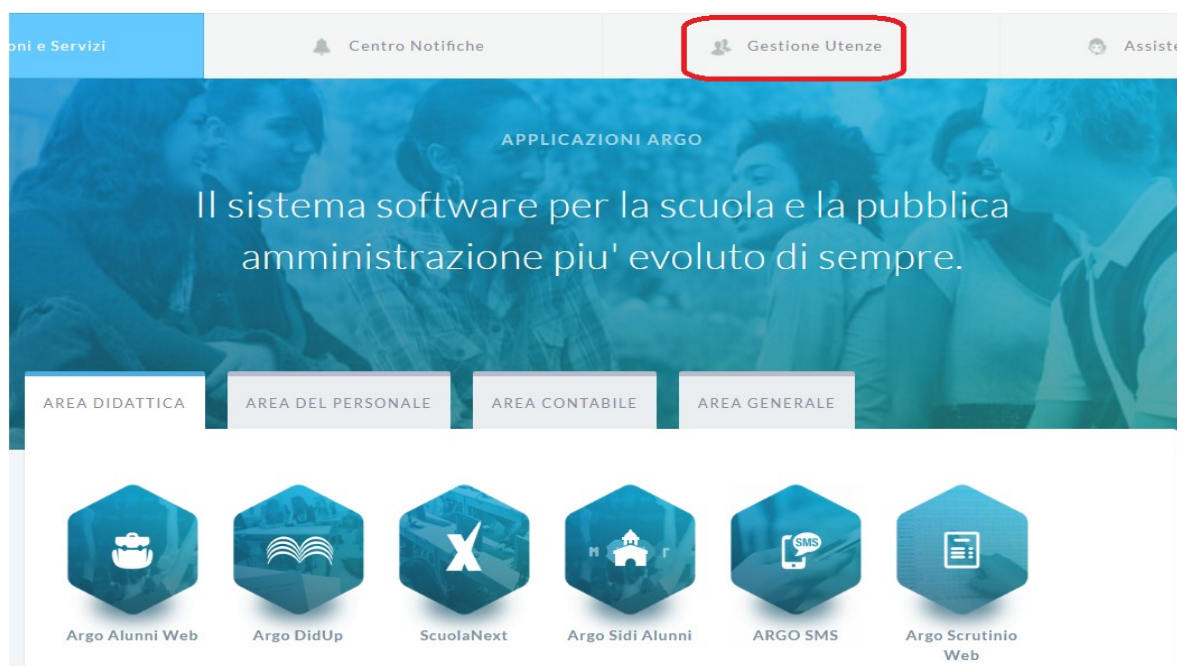 oni e Servizi
Centro Notifiche
Gestione Utenze
Assiste
APPLICAZIONI ARGO
Il sistema software per la scuola e la pubblica
amministrazione piu' evoluto di sempre.
AREA DIDATTICA
AREA DEL PERSONALE
AREA CONTABILE
AREA GENERALE
SMS
Argo Alunni Web
Argo DidUp
ScuolaNext
Argo Sidi Alunni
ARGO SMS
Argo Scrutinio
Web